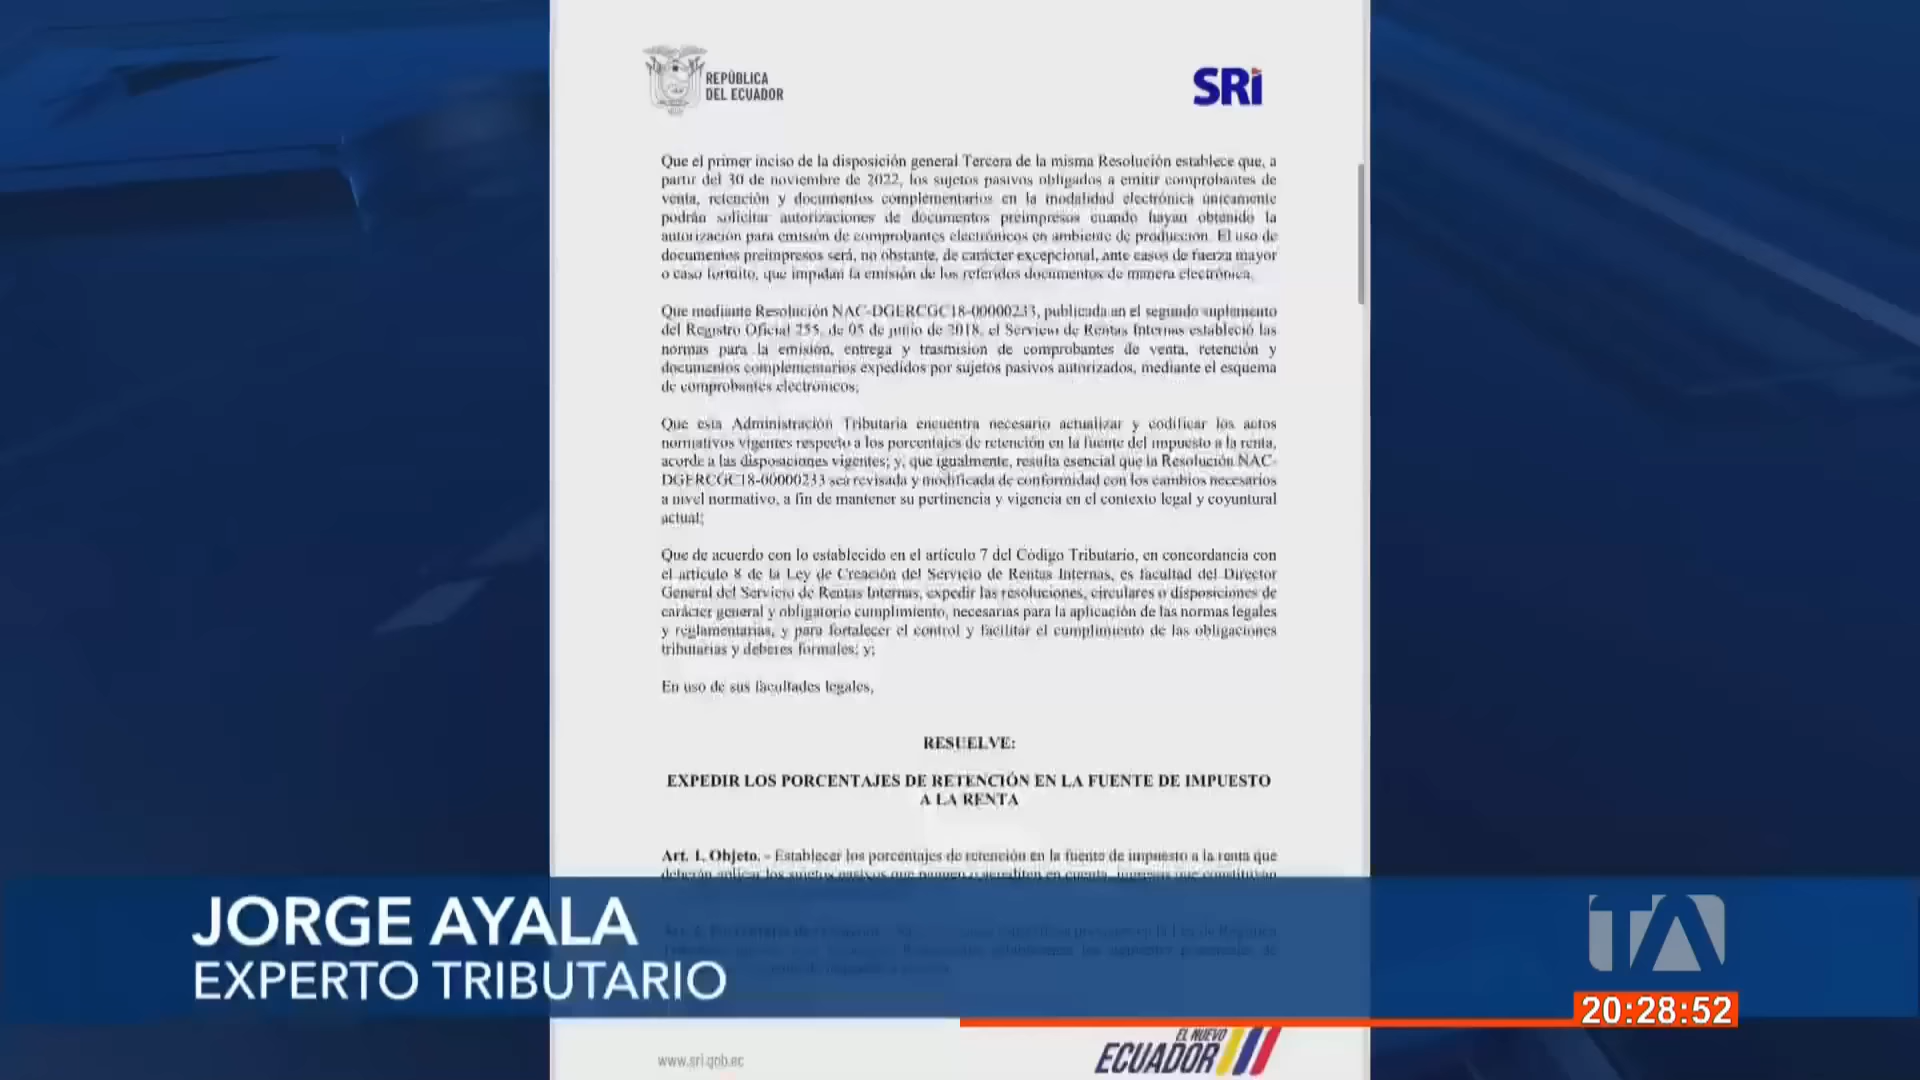 REPÚBLICA
DEL ECUADOR
SRi
Que el primer inciso de la disposición general Tercera de la misma Resolución establece que, a
partir del 30 de noviembre de 2022, los sujetos pasivos obligados a emitir comprobantes de
venta, retención y documentos complementarios en la modalidad electrónica únicamente
podrán solicitar autorizaciones de documentos preimpresos cuando hayan obtenido la
autorización para emisión de comprobantes electrónicos en ambiente de producción. El uso de
documentos preimpresos será, no obstante, de carácter excepcional, ante casos de fuerza mayor
o caso fortuito, que impidan la emisión de los referidos documentos de manera electrónica.
Que mediante Resolución NAC-DGERCGC18-00000233, publicada en el segundo suplemento
del Registro Oficial 255, de 05 de junio de 2018, el Servicio de Rentas Internas estableció las
normas para la emisión, entrega y trasmisión de comprobantes de venta, retención y
documentos complementarios expedidos por sujetos pasivos autorizados, mediante el esquema
de comprobantes electrónicos;
Que esta Administración Tributaria encuentra necesario actualizar y codificar los actos
normativos vigentes respecto a los porcentajes de retención en la fuente del impuesto a la renta,
acorde a las disposiciones vigentes; y, que igualmente, resulta esencial que la Resolución NAC-
DGERCGC18-00000233 sea revisada y modificada de conformidad con los cambios necesarios
a nivel normativo, a fin de mantener su pertinencia y vigencia en el contexto legal y coyuntural
actual;
Que de acuerdo con lo establecido en el artículo 7 del Código Tributario, en concordancia con
el artículo 8 de la Ley de Creación del Servicio de Rentas Internas, es facultad del Director
General del Servicio de Rentas Internas, expedir las resoluciones, circulares o disposiciones de
carácter general y obligatorio cumplimiento, necesarias para la aplicación de las normas legales
y reglamentarias, y para fortalecer el control y facilitar el cumplimiento de las obligaciones
tributarias y deberes formales; y;
En uso de sus facultades legales,
RESUELVE:
EXPEDIR LOS PORCENTAJES DE RETENCIÓN EN LA FUENTE DE IMPUESTO
A LA RENTA
Art. 1. Objeto. - Establecer los porcentajes de retención en la fuente de impuesto a la renta que
deberán aplicar los sujetos pasivos que paguen o acrediten en cuenta, ingresos que constituyan
JORGE AYALA
EXPERTO TRIBUTARIO
TA
20:28:52
www.sri.gob.ec
EL NUEVO
ECUADOR